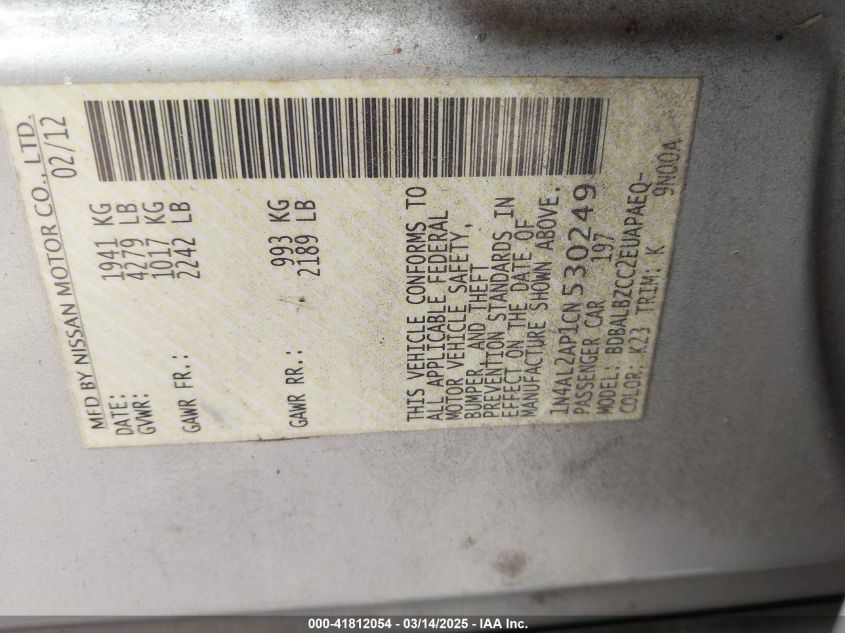 MFD BY NISSAN MOTOR CO., LTD.
DATE: 02/12
GVWR: 1941 KG
4279 LB
GAWR FR.: 1017 KG
2242 LB
GAWR RR.: 993 KG
2189 LB
THIS VEHICLE CONFORMS TO
ALL APPLICABLE FEDERAL
MOTOR VEHICLE SAFETY,
BUMPER, AND THEFT
PREVENTION STANDARDS IN
EFFECT ON THE DATE OF
MANUFACTURE SHOWN ABOVE.
1N4AL2AP1CN530249
PASSENGER CAR 197
MODEL: BDBALBZCC2EUAPAEQ-
COLOR: K23 TRIM: K 9N00A
000-41812054 - 03/14/2025 - IAA Inc.